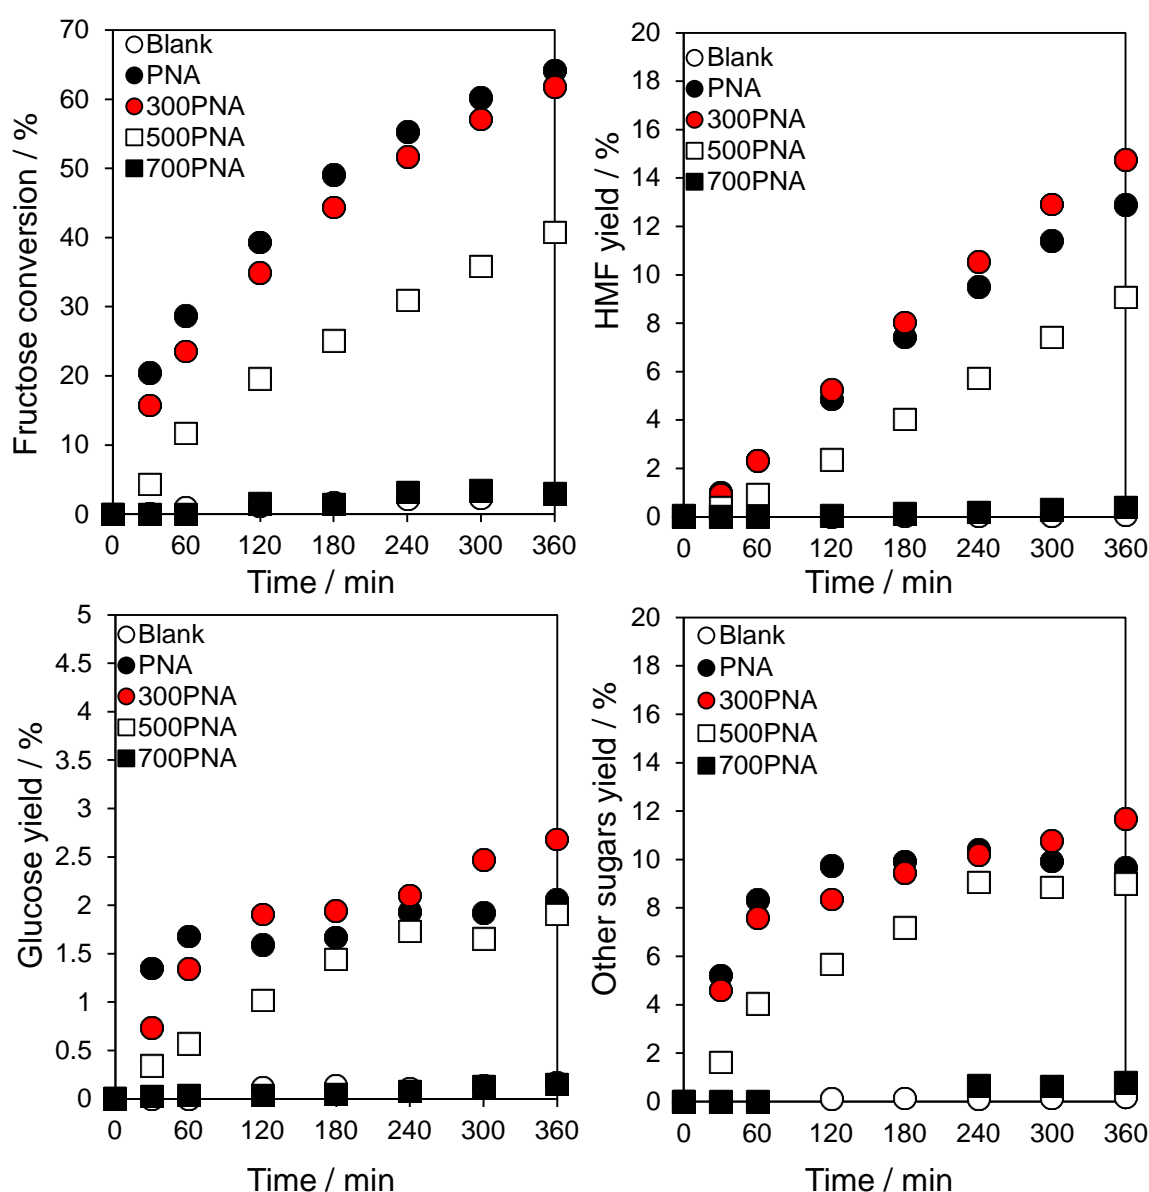 Fructose conversion / %
70
60
50
40
30
20
10
0
Blank
PNA
300PNA
500PNA
700PNA
0 60 120 180 240 300 360
Time / min
HMF yield / %
20
18
16
14
12
10
8
6
4
2
0
Blank
PNA
300PNA
500PNA
700PNA
0 60 120 180 240 300 360
Time / min
Glucose yield / %
5
4.5
4
3.5
3
2.5
2
1.5
1
0.5
0
Blank
PNA
300PNA
500PNA
700PNA
0 60 120 180 240 300 360
Time / min
Other sugars yield / %
20
18
16
14
12
10
8
6
4
2
0
Blank
PNA
300PNA
500PNA
700PNA
0 60 120 180 240 300 360
Time / min